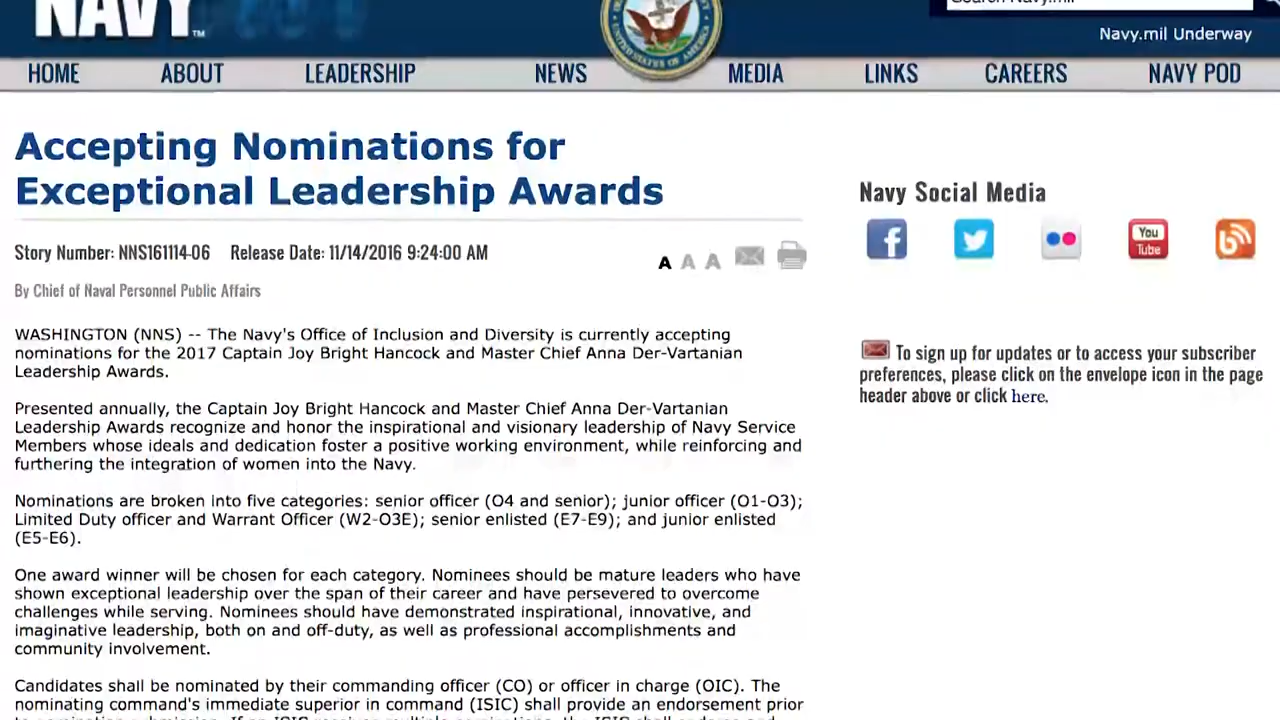 NAVY™
Search Navy.mil
UNITED STATES OF AMERICA
Navy.mil Underway
HOME ABOUT LEADERSHIP NEWS MEDIA LINKS CAREERS NAVY POD
Accepting Nominations for
Exceptional Leadership Awards
Story Number: NNS161114-06 Release Date: 11/14/2016 9:24:00 AM
A A A
By Chief of Naval Personnel Public Affairs
WASHINGTON (NNS) -- The Navy's Office of Inclusion and Diversity is currently accepting
nominations for the 2017 Captain Joy Bright Hancock and Master Chief Anna Der-Vartanian
Leadership Awards.
Presented annually, the Captain Joy Bright Hancock and Master Chief Anna Der-Vartanian
Leadership Awards recognize and honor the inspirational and visionary leadership of Navy Service
Members whose ideals and dedication foster a positive working environment, while reinforcing and
furthering the integration of women into the Navy.
Nominations are broken into five categories: senior officer (O4 and senior); junior officer (O1-O3);
Limited Duty officer and Warrant Officer (W2-O3E); senior enlisted (E7-E9); and junior enlisted
(E5-E6).
One award winner will be chosen for each category. Nominees should be mature leaders who have
shown exceptional leadership over the span of their career and have persevered to overcome
challenges while serving. Nominees should have demonstrated inspirational, innovative, and
imaginative leadership, both on and off-duty, as well as professional accomplishments and
community involvement.
Candidates shall be nominated by their commanding officer (CO) or officer in charge (OIC). The
nominating command's immediate superior in command (ISIC) shall provide an endorsement prior
Navy Social Media
You
Tube
To sign up for updates or to access your subscriber
preferences, please click on the envelope icon in the page
header above or click here.